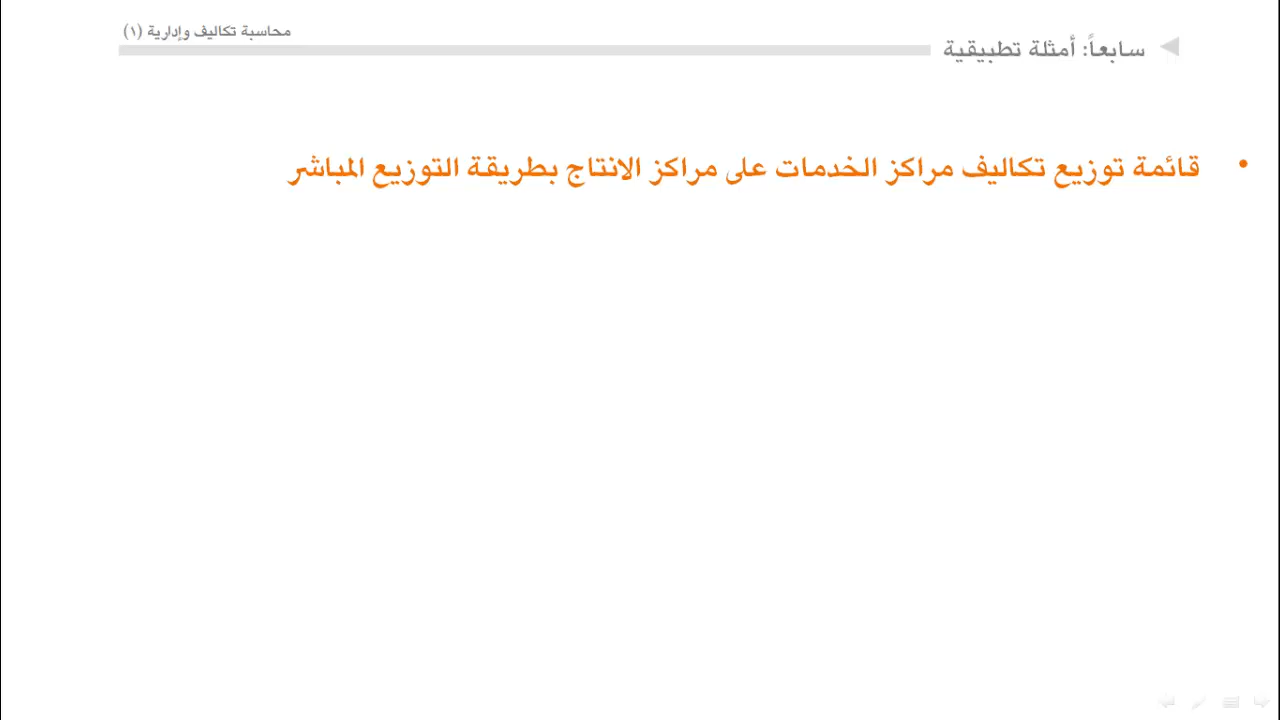 محاسبة تكاليف وإدارية (١)
سابعاً: أمثلة تطبيقية
• قائمة توزيع تكاليف مراكز الخدمات على مراكز الانتاج بطريقة التوزيع المباشر